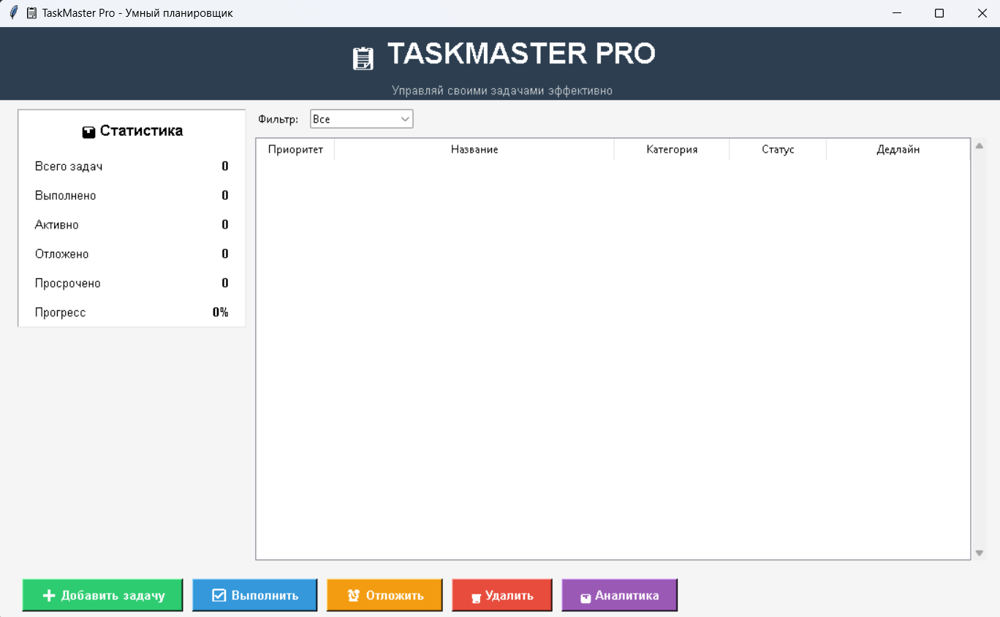 TaskMaster Pro - Умный планировщик
TASKMASTER PRO
Управляй своими задачами эффективно
Статистика
Всего задач 0
Выполнено 0
Активно 0
Отложено 0
Просрочено 0
Прогресс 0%
Фильтр: Все
Приоритет Название Категория Статус Дедлайн
Добавить задачу Выполнить Отложить Удалить Аналитика